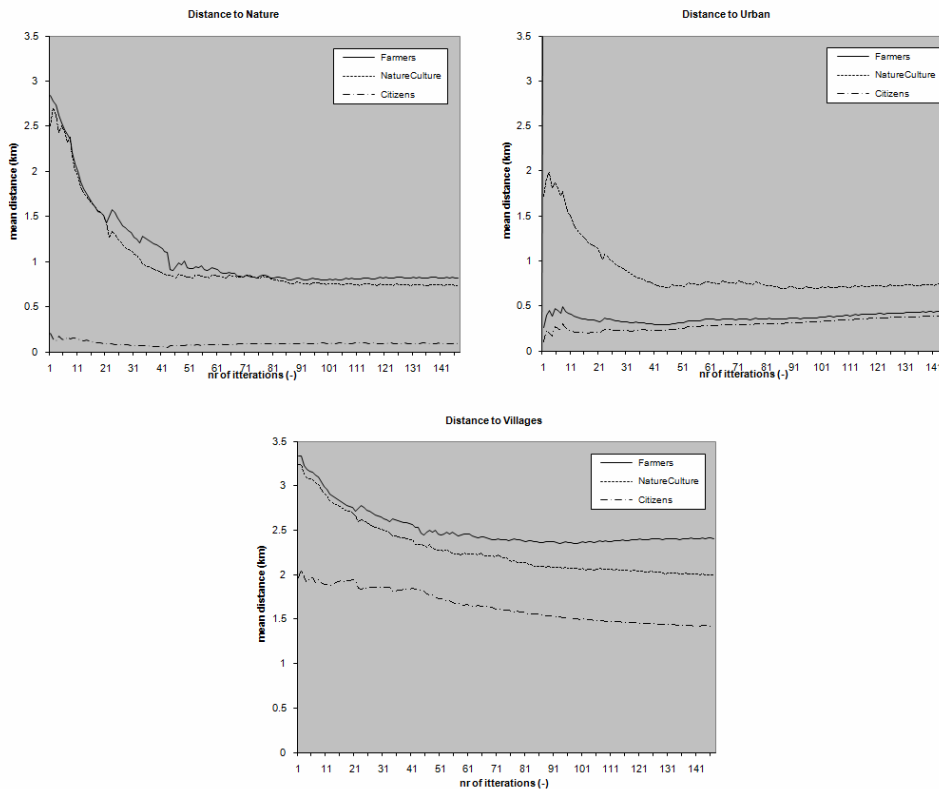 Distance to Nature
3.5
3
2.5
2
1.5
1
0.5
0
mean distance (km)
Farmers
NatureCulture
Citizens
1 11 21 31 41 51 61 71 81 91 101 111 121 131 141
nr of itterations (-)
Distance to Urban
3.5
3
2.5
2
1.5
1
0.5
0
mean distance (km)
Farmers
NatureCulture
Citizens
1 11 21 31 41 51 61 71 81 91 101 111 121 131 141
nr of itterations (-)
Distance to Villages
3.5
3
2.5
2
1.5
1
0.5
0
mean distance (km)
Farmers
NatureCulture
Citizens
1 11 21 31 41 51 61 71 81 91 101 111 121 131 141
nr of itterations (-)